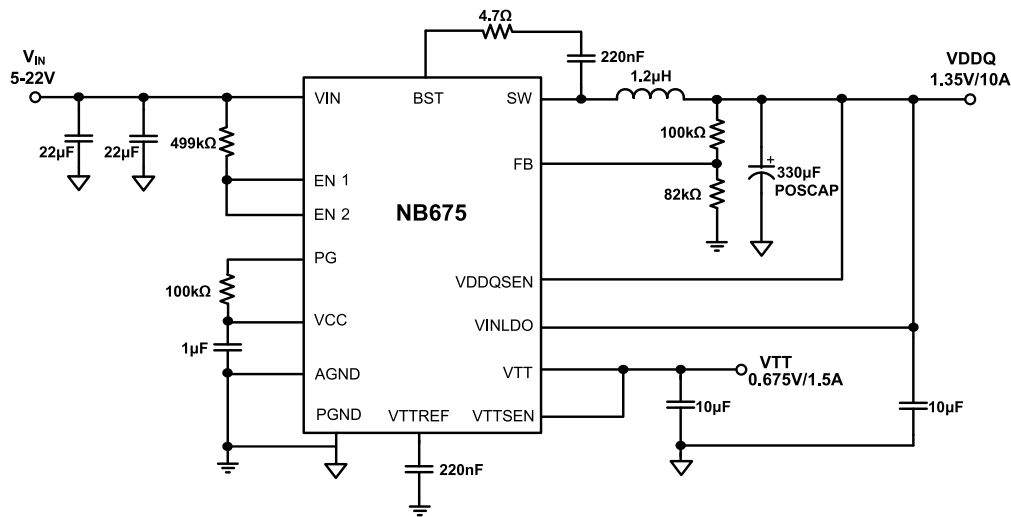 4.7Ω
V_IN
5-22V
220nF
VDDQ
1.35V/10A
1.2µH
VIN
BST
SW
22µF
22µF
499kΩ
100kΩ
FB
EN 1
82kΩ
+
330µF
POSCAP
EN 2
NB675
PG
100kΩ
VDDQSEN
VCC
VINLDO
1µF
AGND
VTT
VTT
0.675V/1.5A
PGND
VTTREF
VTTSEN
10µF
10µF
220nF